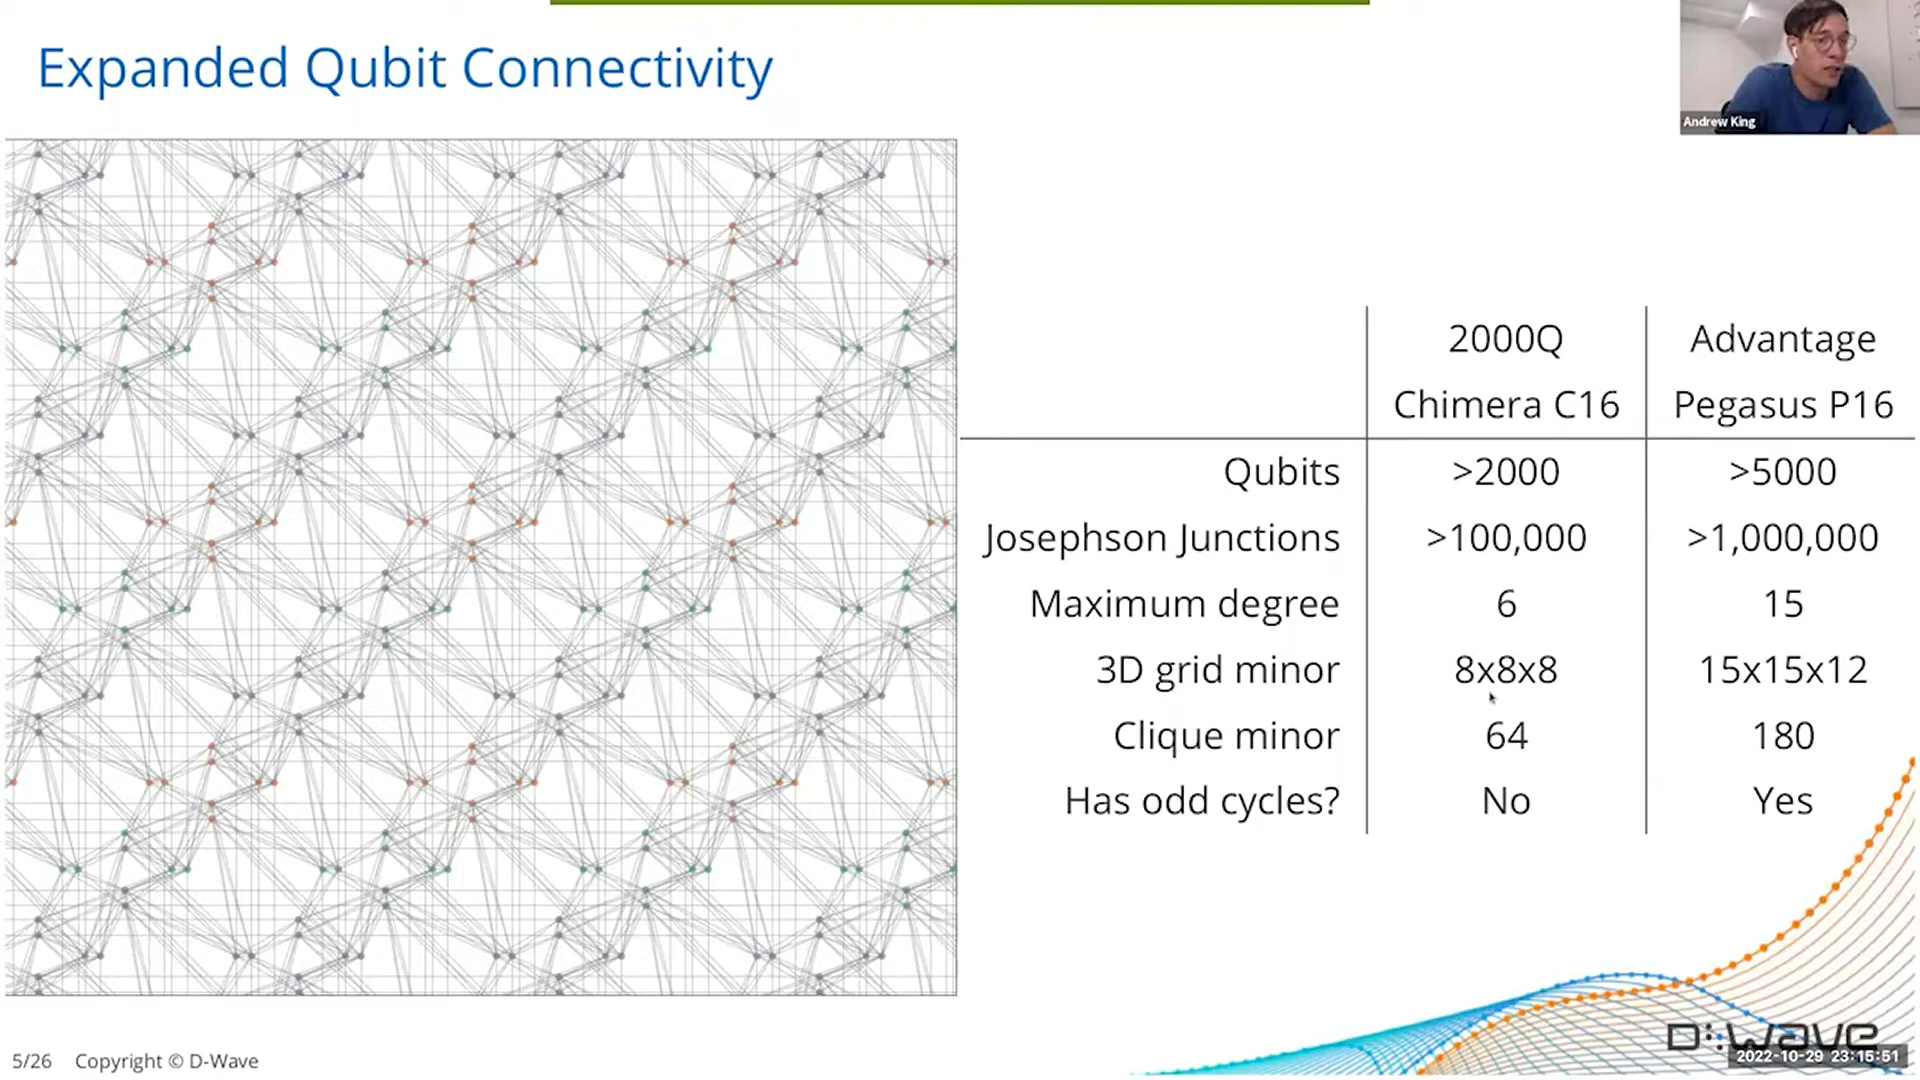 Expanded Qubit Connectivity
Andrew King
2000Q Advantage
Chimera C16 Pegasus P16
Qubits >2000 >5000
Josephson Junctions >100,000 >1,000,000
Maximum degree 6 15
3D grid minor 8x8x8 15x15x12
Clique minor 64 180
Has odd cycles? No Yes
D:wave
2022-10-29 23:15:51
5/26 Copyright © D-Wave